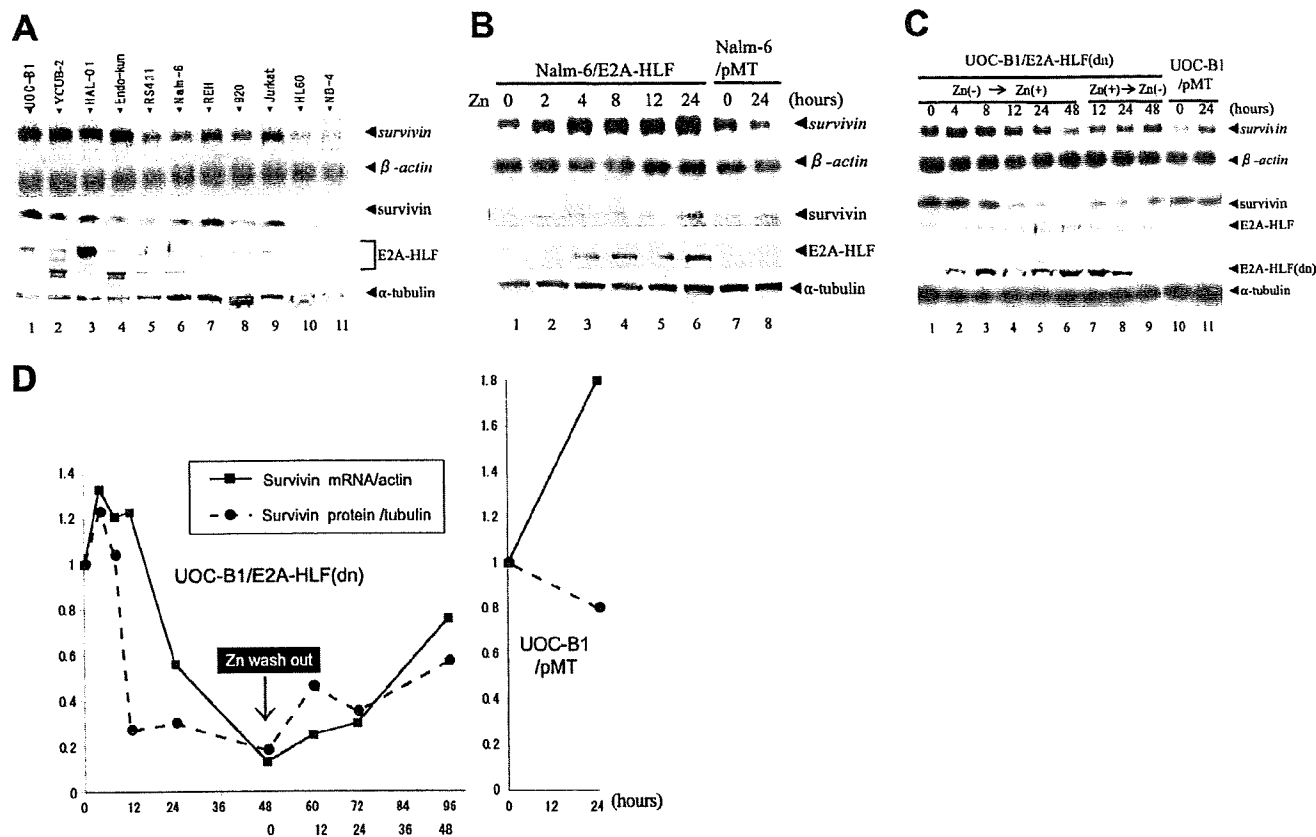 A
UOC-B1
YCUB-2
HAL-O1
Endo-kun
RS4;11
Nalm-6
REH
920
Jurkat
HL60
NB-4
survivin
β-actin
survivin
E2A-HLF
α-tubulin
1 2 3 4 5 6 7 8 9 10 11
B
Nalm-6
Nalm-6/E2A-HLF /pMT
Zn 0 2 4 8 12 24 0 24 (hours)
survivin
β-actin
survivin
E2A-HLF
α-tubulin
1 2 3 4 5 6 7 8
C
UOC-B1/E2A-HLF(dn) UOC-B1
Zn(-) → Zn(+) Zn(+)→ Zn(-) /pMT
0 4 8 12 24 48 12 24 48 0 24 (hours)
survivin
β-actin
survivin
E2A-HLF
E2A-HLF(dn)
α-tubulin
1 2 3 4 5 6 7 8 9 10 11
D
1.4
1.2
1
0.8
0.6
0.4
0.2
0
Survivin mRNA/actin
Survivin protein/tubulin
UOC-B1/E2A-HLF(dn)
Zn wash out
0 12 24 36 48 60 72 84 96
0 12 24 36 48
1.8
1.6
1.4
1.2
1
0.8
0.6
0.4
0.2
0
UOC-B1
/pMT
0 12 24 (hours)